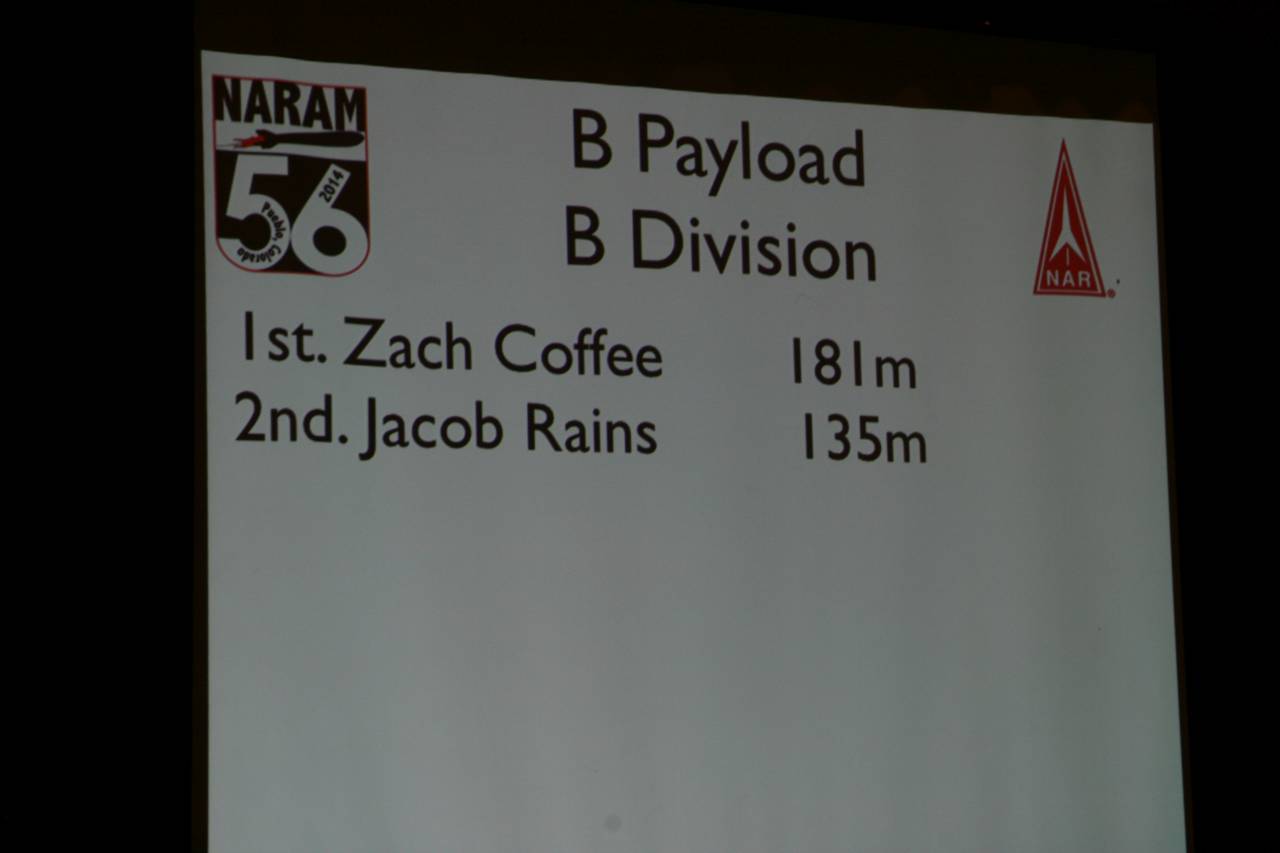 NARAM
56
2014
Pueblo, Colorado
B Payload
B Division
NAR
1st. Zach Coffee 181m
2nd. Jacob Rains 135m